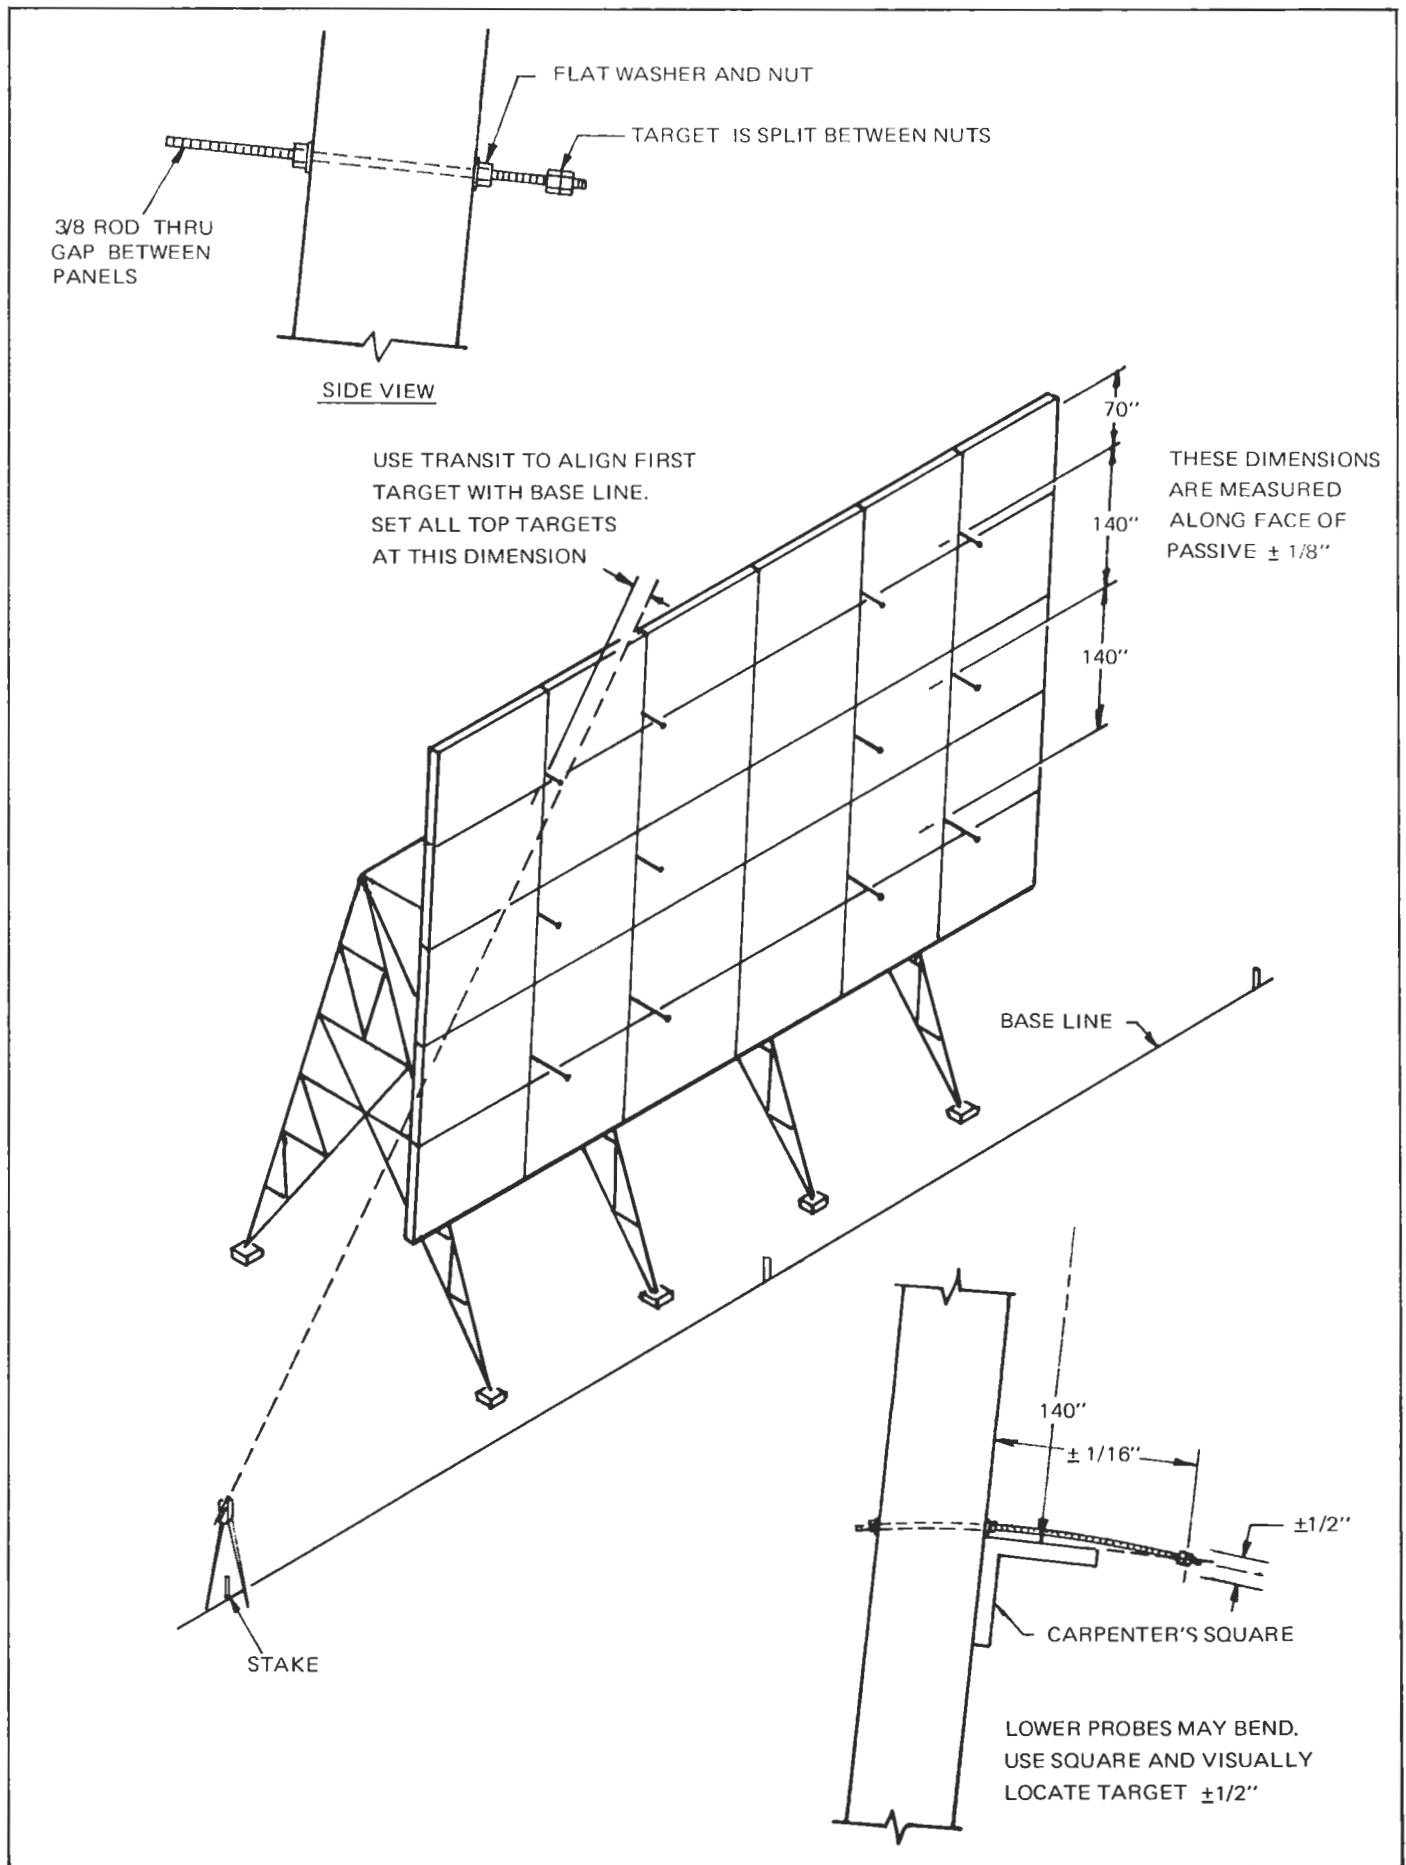 FLAT WASHER AND NUT
TARGET IS SPLIT BETWEEN NUTS
3/8 ROD THRU
GAP BETWEEN
PANELS
SIDE VIEW
70"
USE TRANSIT TO ALIGN FIRST
TARGET WITH BASE LINE.
SET ALL TOP TARGETS
AT THIS DIMENSION
THESE DIMENSIONS
ARE MEASURED
ALONG FACE OF
PASSIVE ± 1/8"
140"
140"
BASE LINE
140"
± 1/16"
±1/2"
CARPENTER'S SQUARE
STAKE
LOWER PROBES MAY BEND.
USE SQUARE AND VISUALLY
LOCATE TARGET ±1/2"